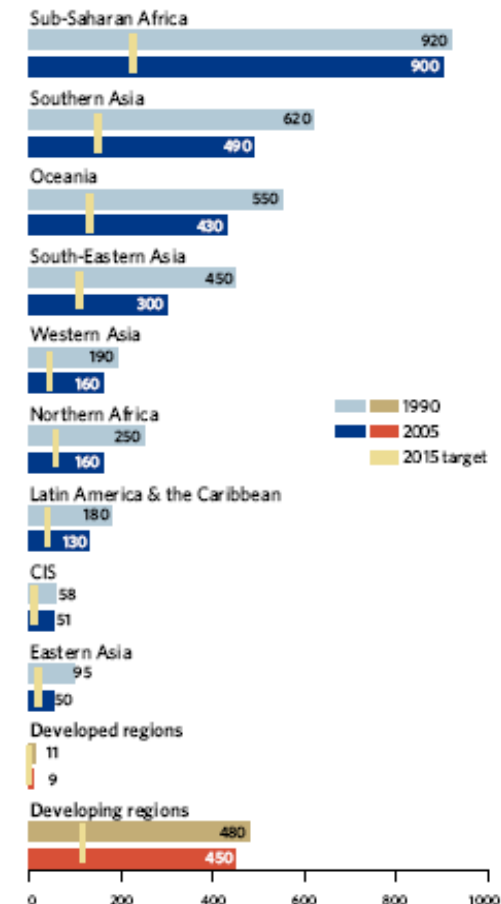 Sub-Saharan Africa
920
900
Southern Asia
620
490
Oceania
550
430
South-Eastern Asia
450
300
Western Asia
190
160
Northern Africa
250
160
1990
2005
2015 target
Latin America & the Caribbean
180
130
CIS
58
51
Eastern Asia
95
50
Developed regions
11
9
Developing regions
480
450
0 200 400 600 800 1000